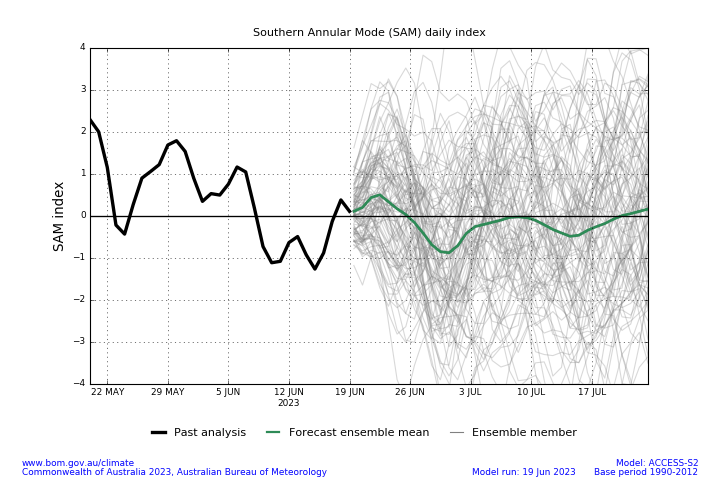 Southern Annular Mode (SAM) daily index
4
3
2
1
0
−1
−2
−3
−4
SAM index
22 MAY 29 MAY 5 JUN 12 JUN 19 JUN 26 JUN 3 JUL 10 JUL 17 JUL
2023
Past analysis Forecast ensemble mean Ensemble member
www.bom.gov.au/climate Model: ACCESS-S2
Commonwealth of Australia 2023, Australian Bureau of Meteorology Model run: 19 Jun 2023 Base period 1990-2012